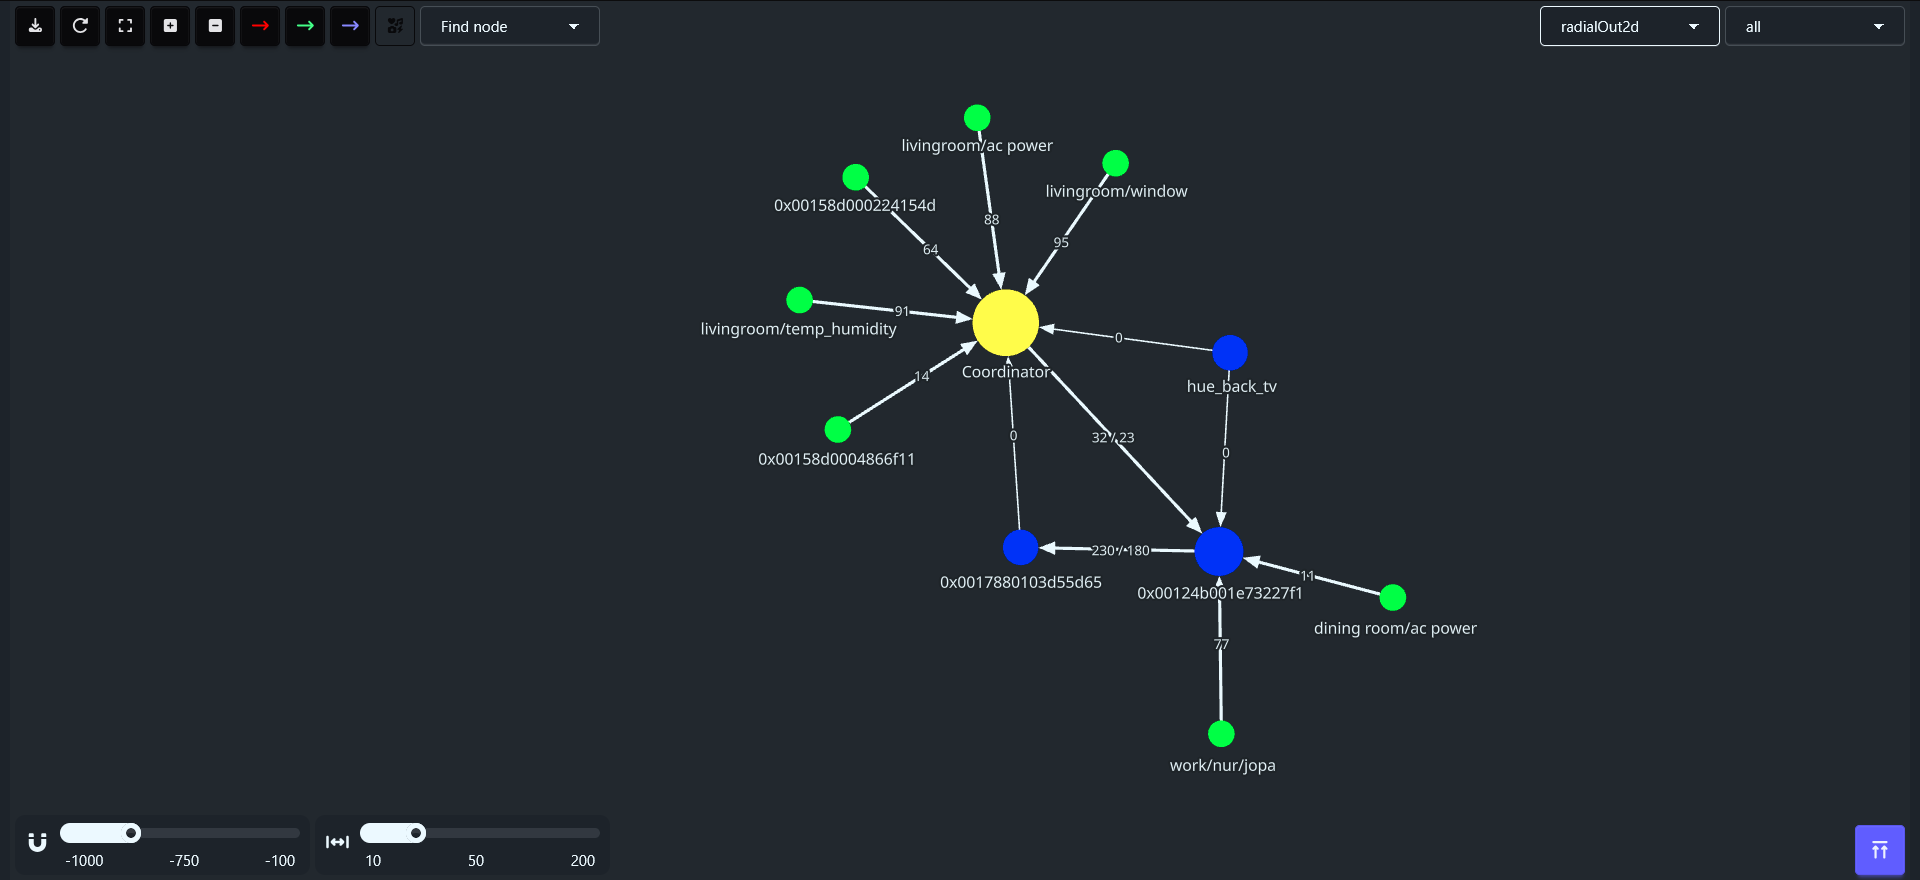 Find node
radialOut2d
all
livingroom/ac power
livingroom/window
0x00158d000224154d
88
95
64
livingroom/temp_humidity
91
0
Coordinator
hue_back_tv
14
0x00158d0004866f11
0
32 / 23
0
230 / 180
0x0017880103d55d65
0x00124b001e73227f1
11
dining room/ac power
77
work/nur/jopa
-1000 -750 -100
10 50 200